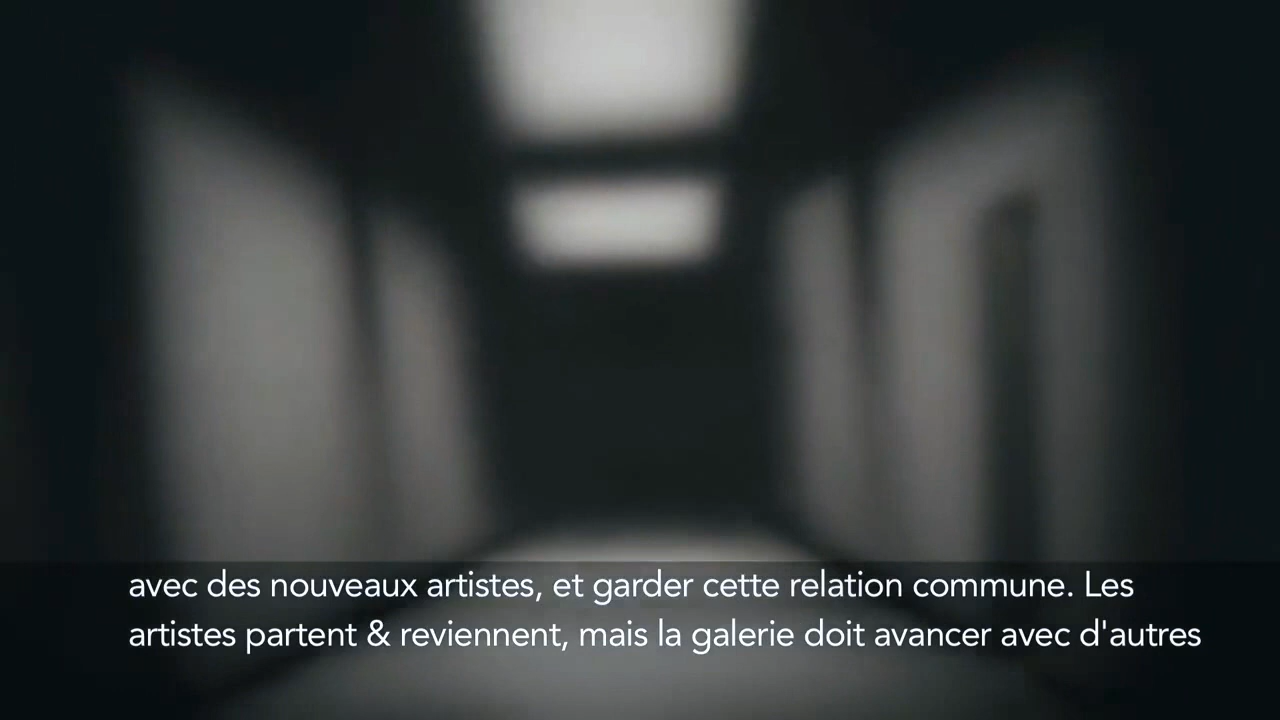 avec des nouveaux artistes, et garder cette relation commune. Les
artistes partent & reviennent, mais la galerie doit avancer avec d'autres